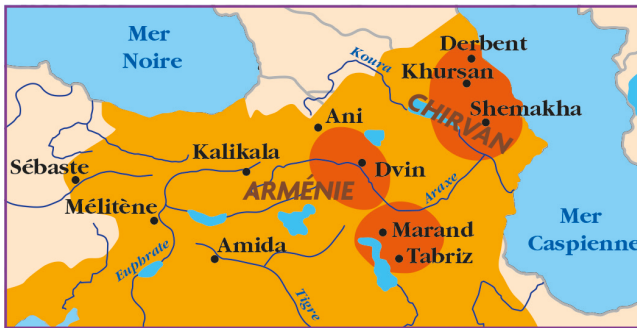 Mer
Noire
Derbent
Koura
Khursan
CHIRVAN
Shemakha
Ani
Kalikala
Dvin
Sébaste
ARMÉNIE
Araxe
Mélitène
Mer
Caspienne
Marand
Amida
Euphrate
Tabriz
Tigre